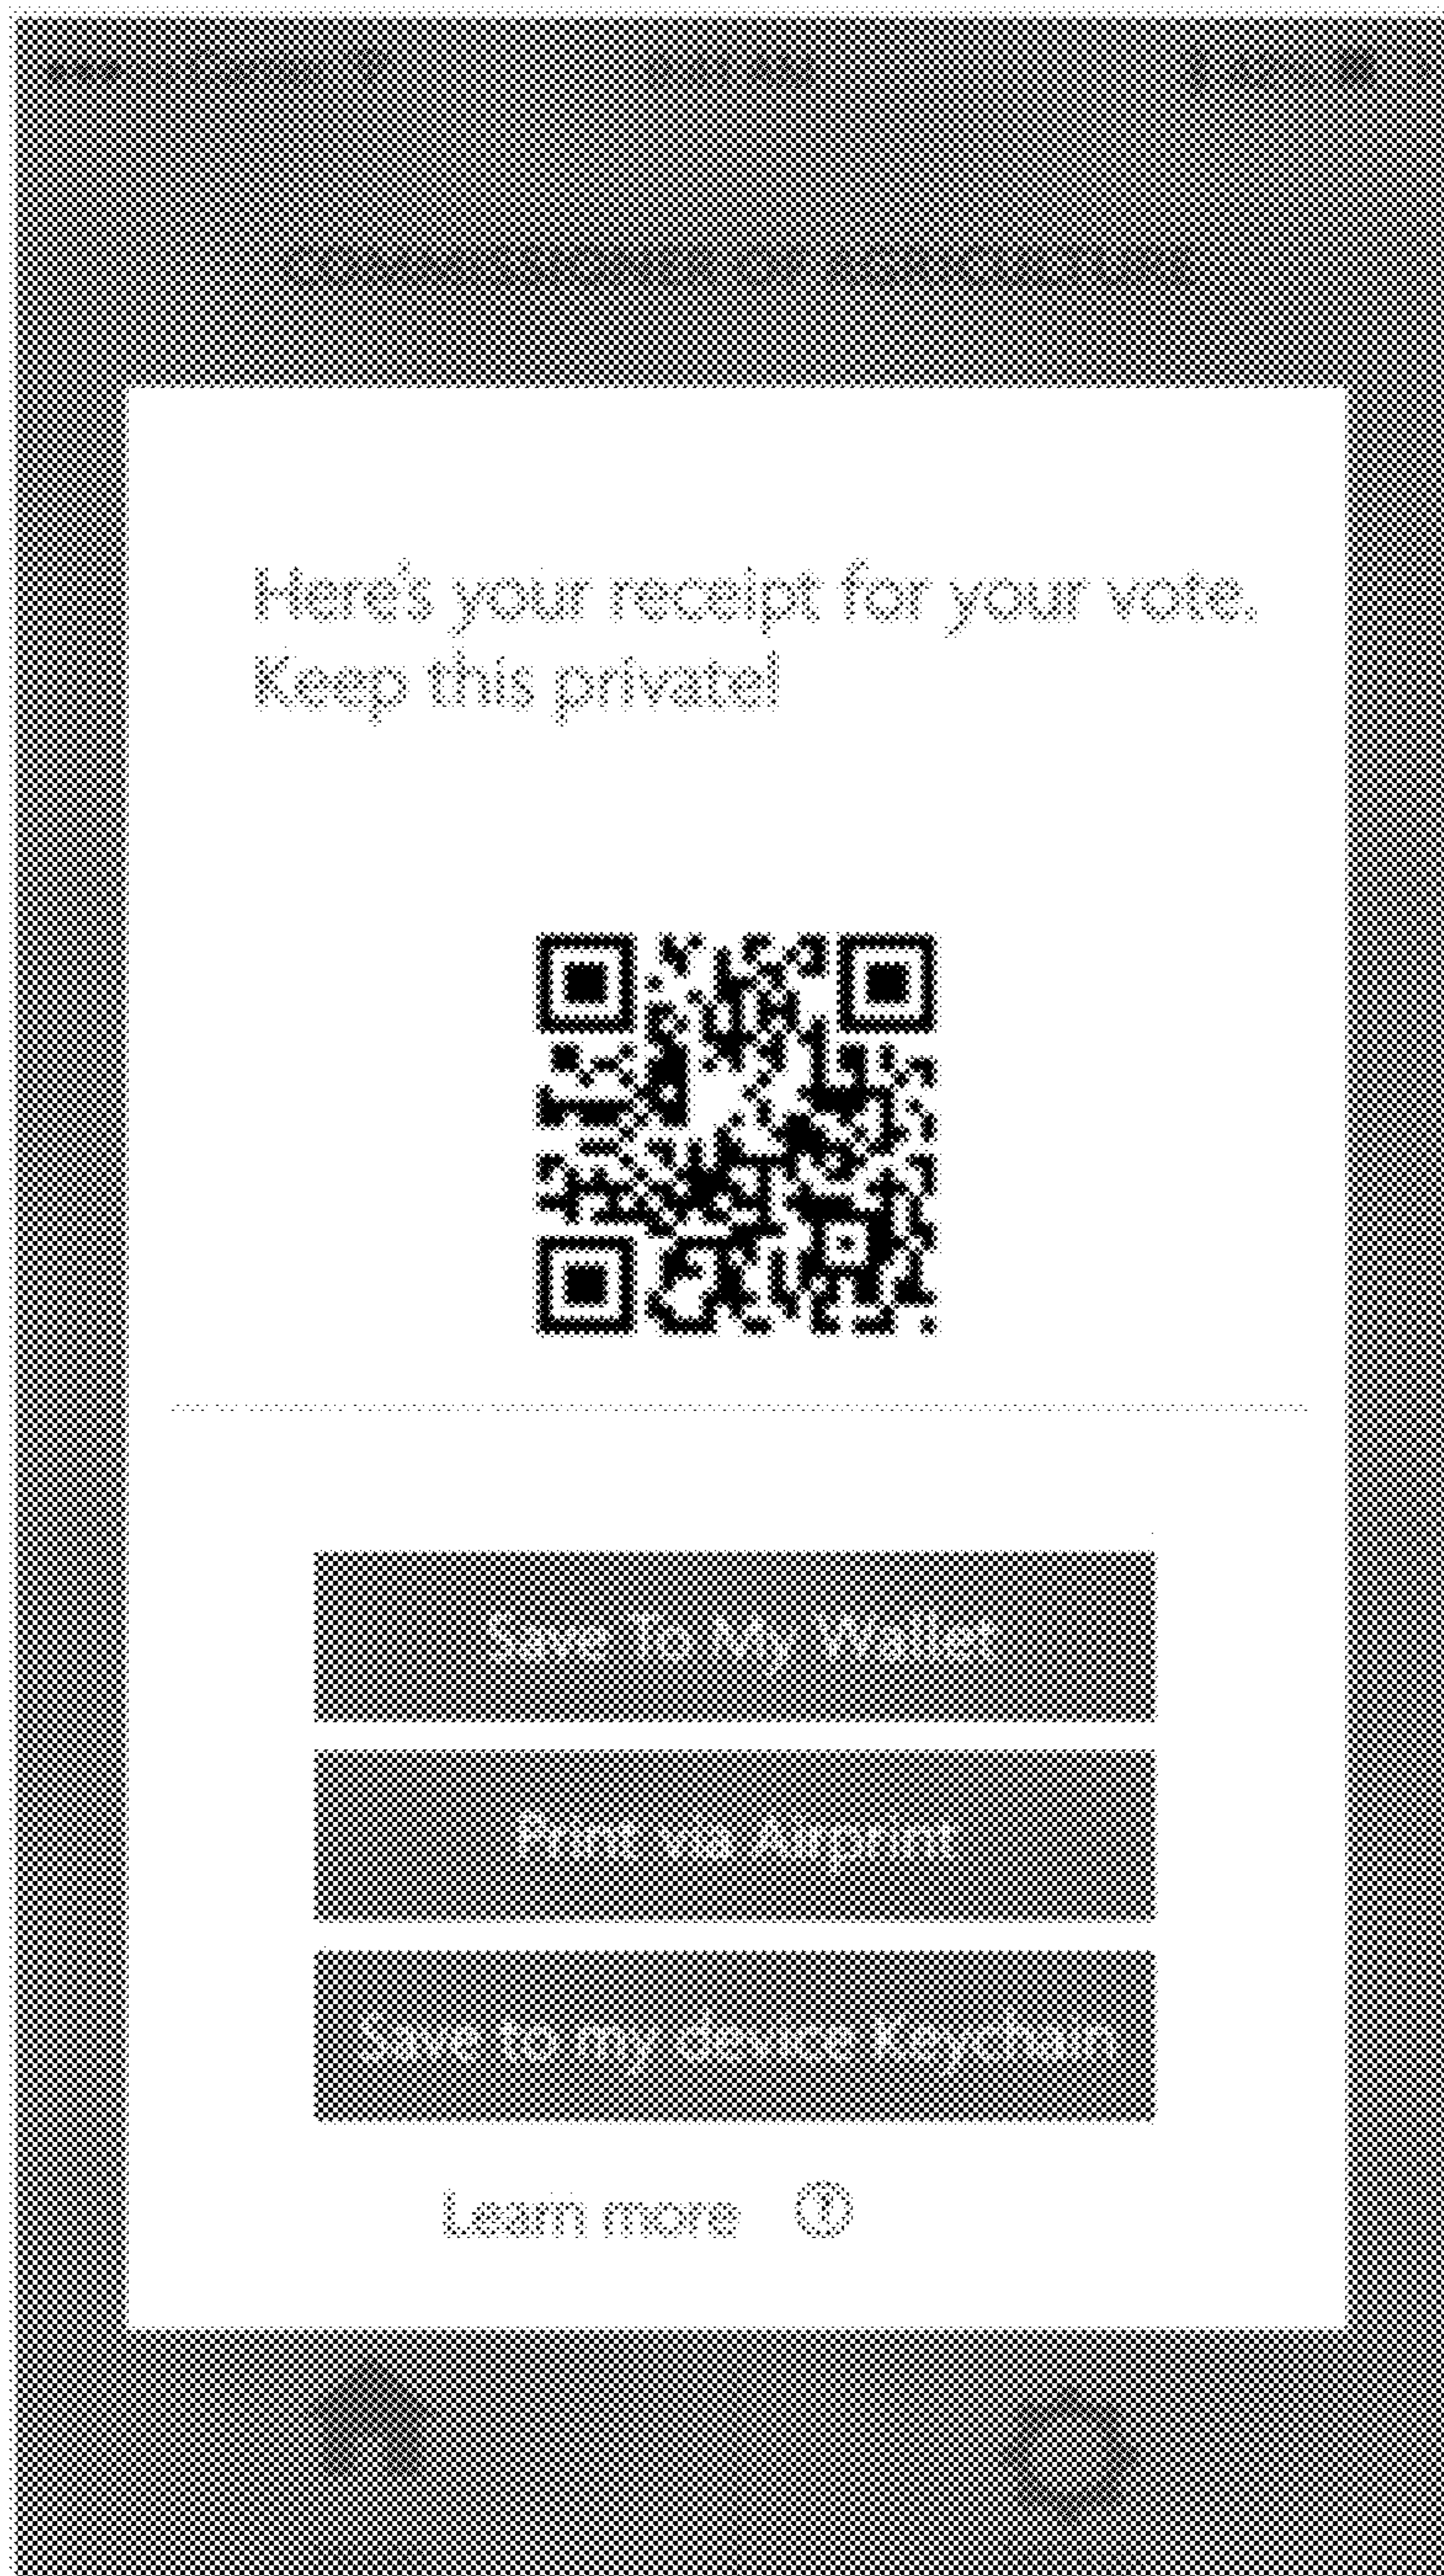 Here's your receipt for your vote.
Keep this private!
Save To My Wallet
Print via Airprint
Save to my device Keychain
Learn more ?